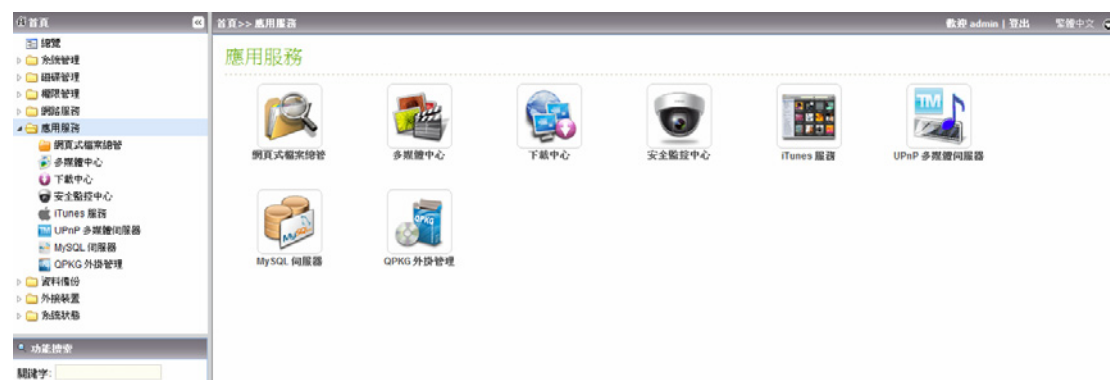 首頁
首頁>> 應用服務
歡迎 admin | 登出
繁體中文
總覽
系統管理
磁碟管理
權限管理
網路服務
應用服務
網頁式檔案總管
多媒體中心
下載中心
安全監控中心
iTunes 服務
UPnP 多媒體伺服器
MySQL 伺服器
QPKG 外掛管理
資料備份
外接裝置
系統狀態
功能搜索
關鍵字:
應用服務
網頁式檔案總管
多媒體中心
下載中心
安全監控中心
iTunes 服務
UPnP 多媒體伺服器
MySQL 伺服器
QPKG 外掛管理
TM
MySQL
QPKG